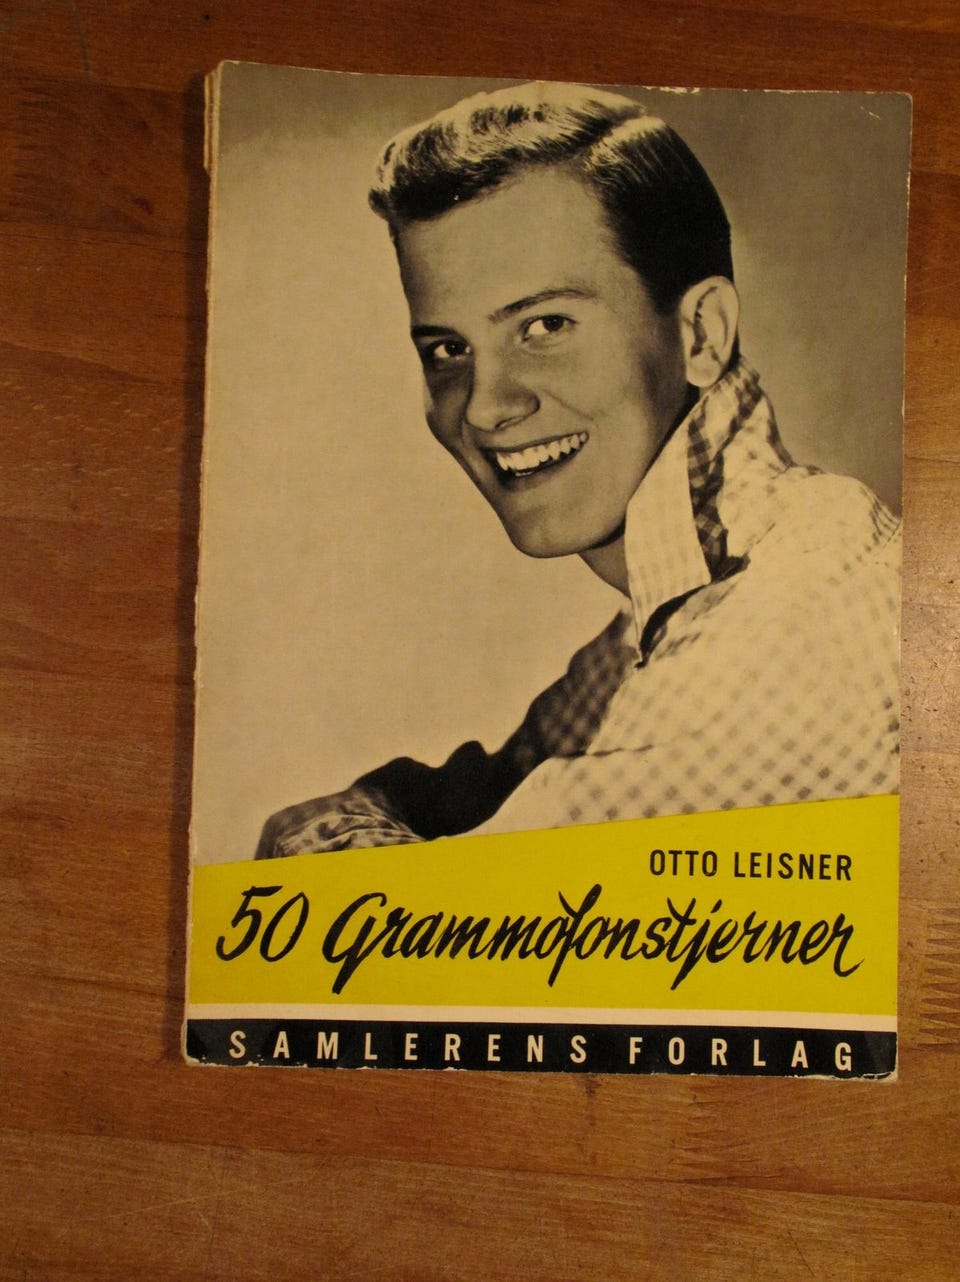 OTTO LEISNER
50 Grammofonstjerner
SAMLERENS FORLAG